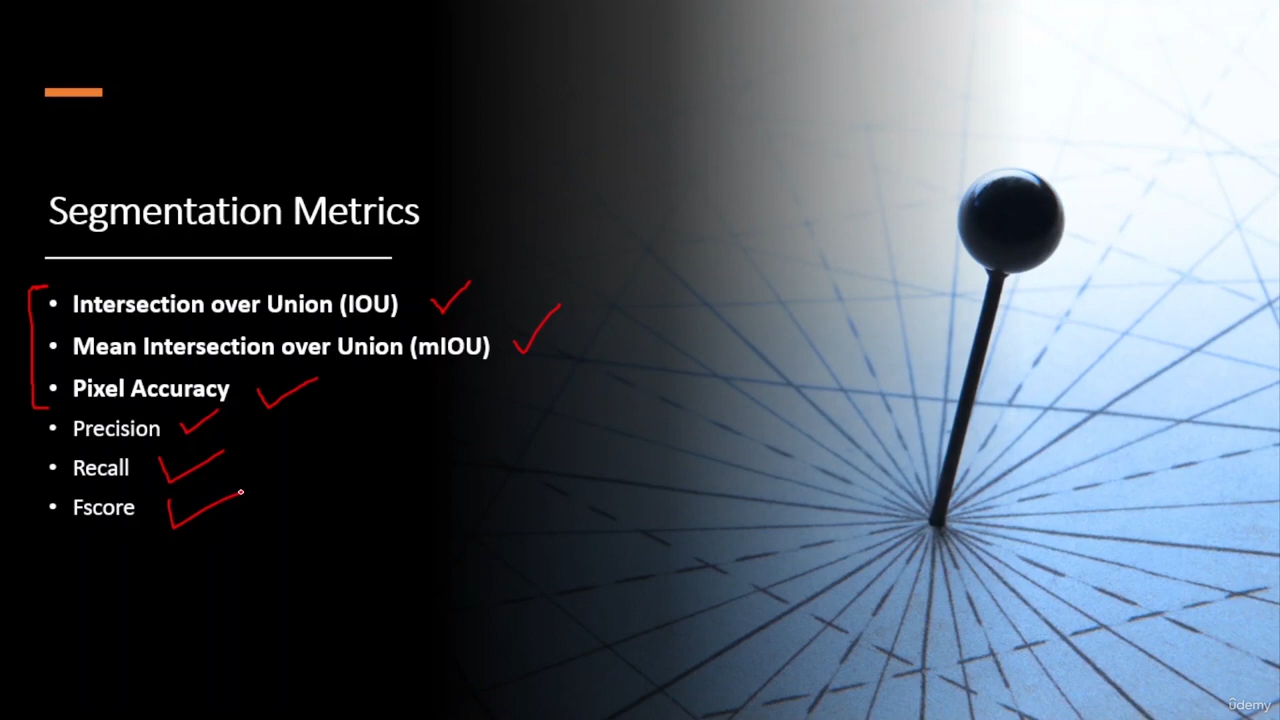 Segmentation Metrics
• Intersection over Union (IOU)
• Mean Intersection over Union (mIOU)
• Pixel Accuracy
• Precision
• Recall
• Fscore
ûdemy